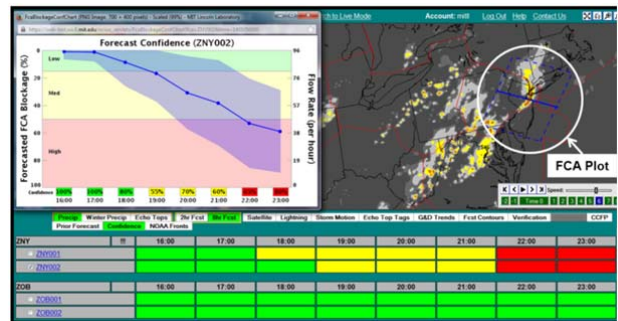 FcaBlockageConfChart (PNG Image, 700 × 400 pixels) - Scaled (99%) - MIT Lincoln Laboratory
ch to Live Mode
Account: mitll
Log Out Help Contact Us
Forecast Confidence (ZNY002)
Forecasted FCA Blockage (%)
Flow Rate (per hour)
0
20
40
60
80
100
Low
Med
High
96
77
58
38
19
0
Confidence 100% 100% 80% 55% 70% 60%
16:00 17:00 18:00 19:00 20:00 21:00 22:00 23:00
FCA Plot
Speed:
Precip Winter Precip Echo Tops 2hr Fcst 8hr Fcst Satellite Lightning Storm Motion Echo Top Tags G&D Trends Fcst Contours Verification CCFP
Prior Forecast Confidence NOAA Fronts
ZNY !!! 16:00 17:00 18:00 19:00 20:00 21:00 22:00 23:00
ZNY001
ZNY002
ZOB 16:00 17:00 18:00 19:00 20:00 21:00 22:00 23:00
ZOB001
ZOB002